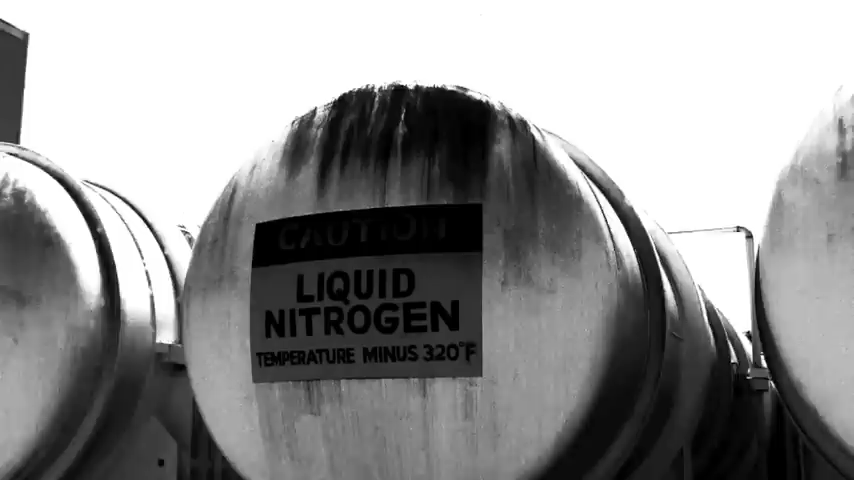 CAUTION
LIQUID
NITROGEN
TEMPERATURE MINUS 320°F